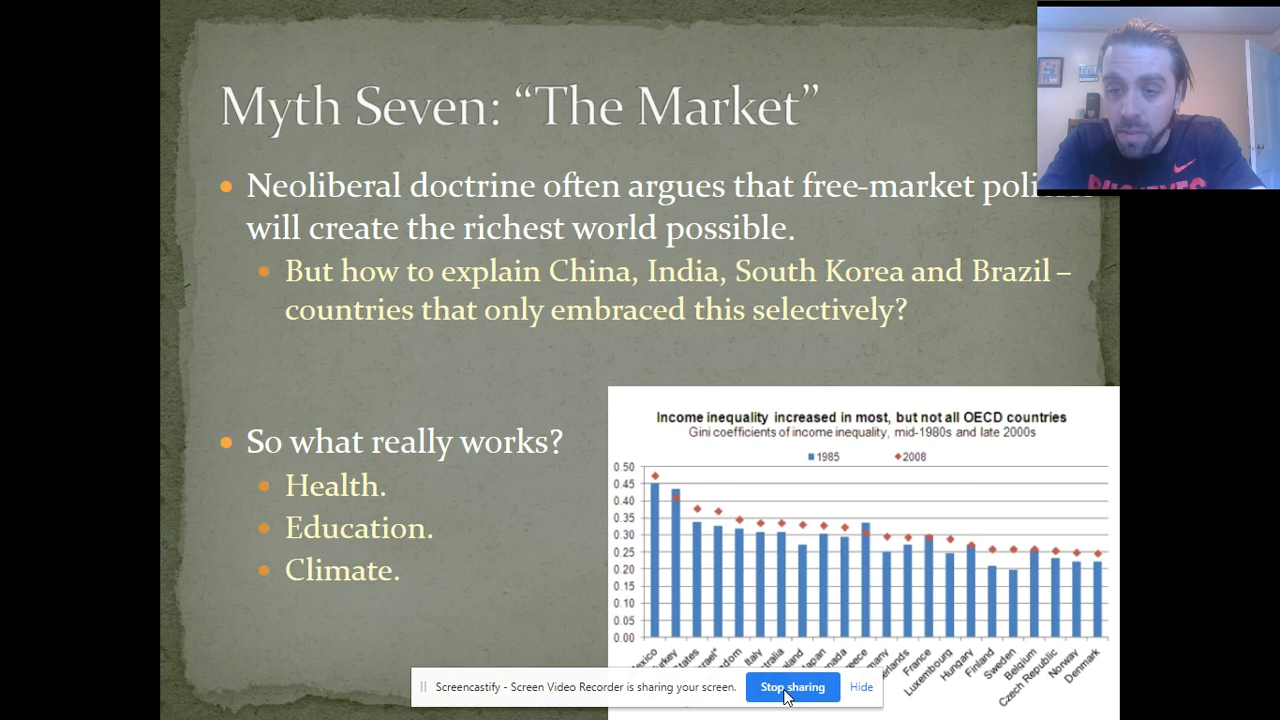 Myth Seven: “The Market”
Neoliberal doctrine often argues that free-market
will create the richest world possible.
But how to explain China, India, South Korea and Brazil –
countries that only embraced this selectively?
So what really works?
Health.
Education.
Climate.
Income inequality increased in most, but not all OECD countries
Gini coefficients of income inequality, mid-1980s and late 2000s
1985 2008
0.50
0.45
0.40
0.35
0.30
0.25
0.20
0.15
0.10
0.05
0.00
Italy
France
Luxembourg
Hungary
Finland
Sweden
Belgium
Czech Republic
Norway
Denmark
Screencastify - Screen Video Recorder is sharing your screen. Stop sharing Hide